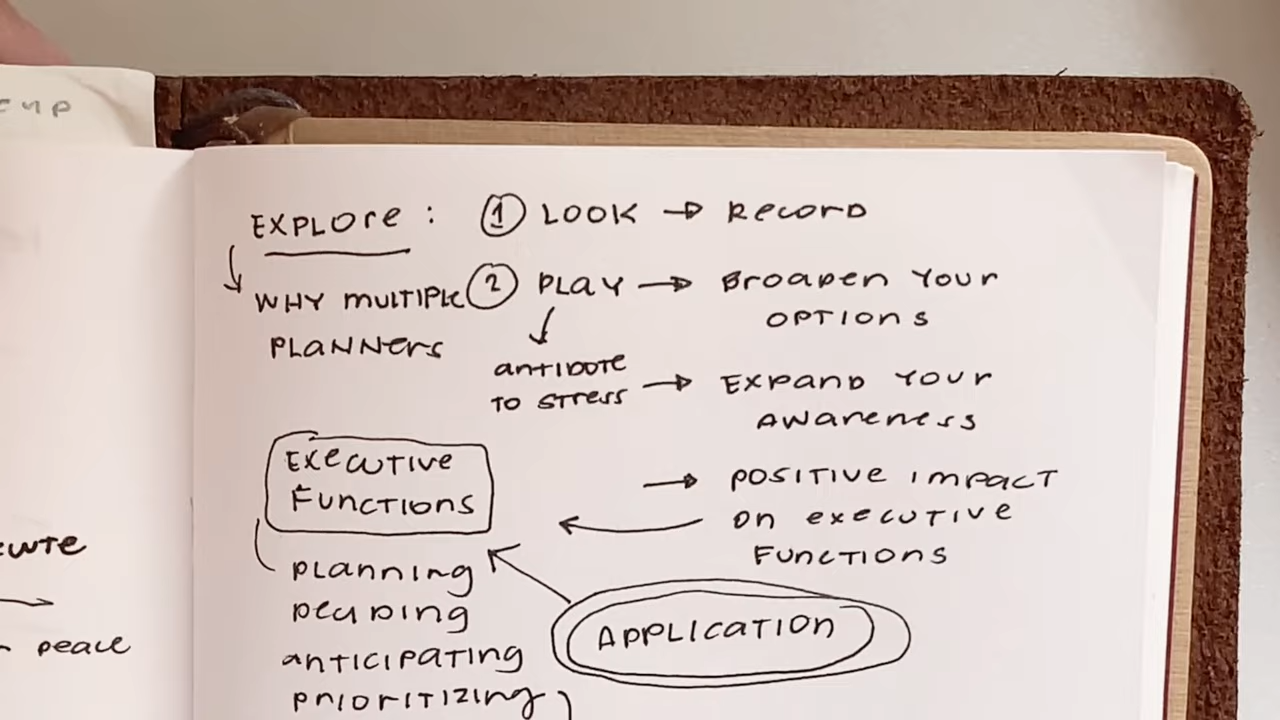 EXPLORE : ① LOOK → RECORD
↓
WHY MULTIPLE PLANNERS
② PLAY → BROADEN YOUR
OPTIONS
↓
ANTIDOTE
TO STRESS → EXPAND YOUR
AWARENESS
→ POSITIVE IMPACT
← ON EXECUTIVE
FUNCTIONS
EXECUTIVE
FUNCTIONS
PLANNING
DECIDING
ANTICIPATING
PRIORITIZING
APPLICATION
PEACE